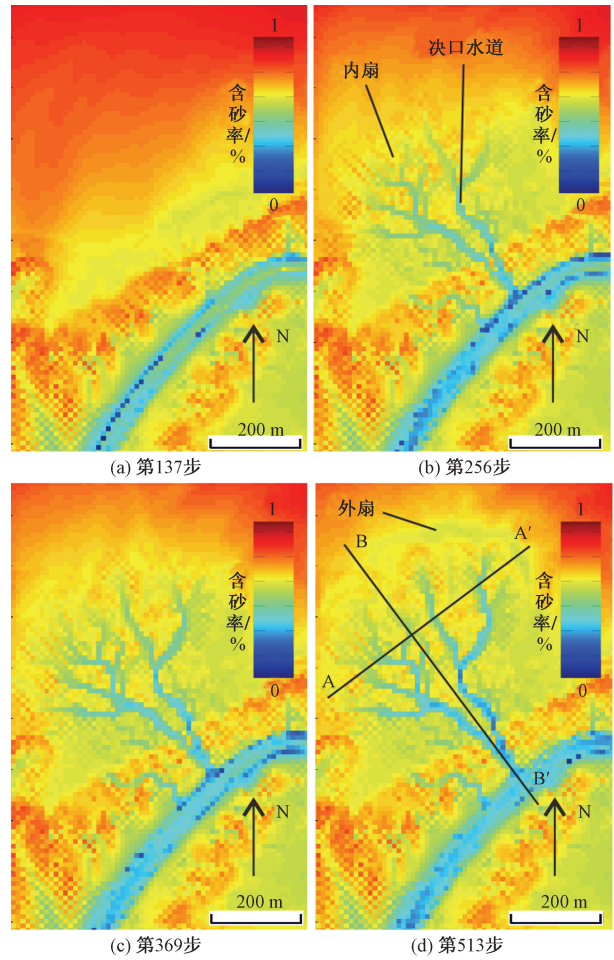 1
含
砂
率/
%
0
N
200 m
(a) 第137步
决口水道
内扇
1
含
砂
率/
%
0
N
200 m
(b) 第256步
1
含
砂
率/
%
0
N
200 m
(c) 第369步
外扇
B
A′
1
含
砂
率/
%
0
A
B′
N
200 m
(d) 第513步